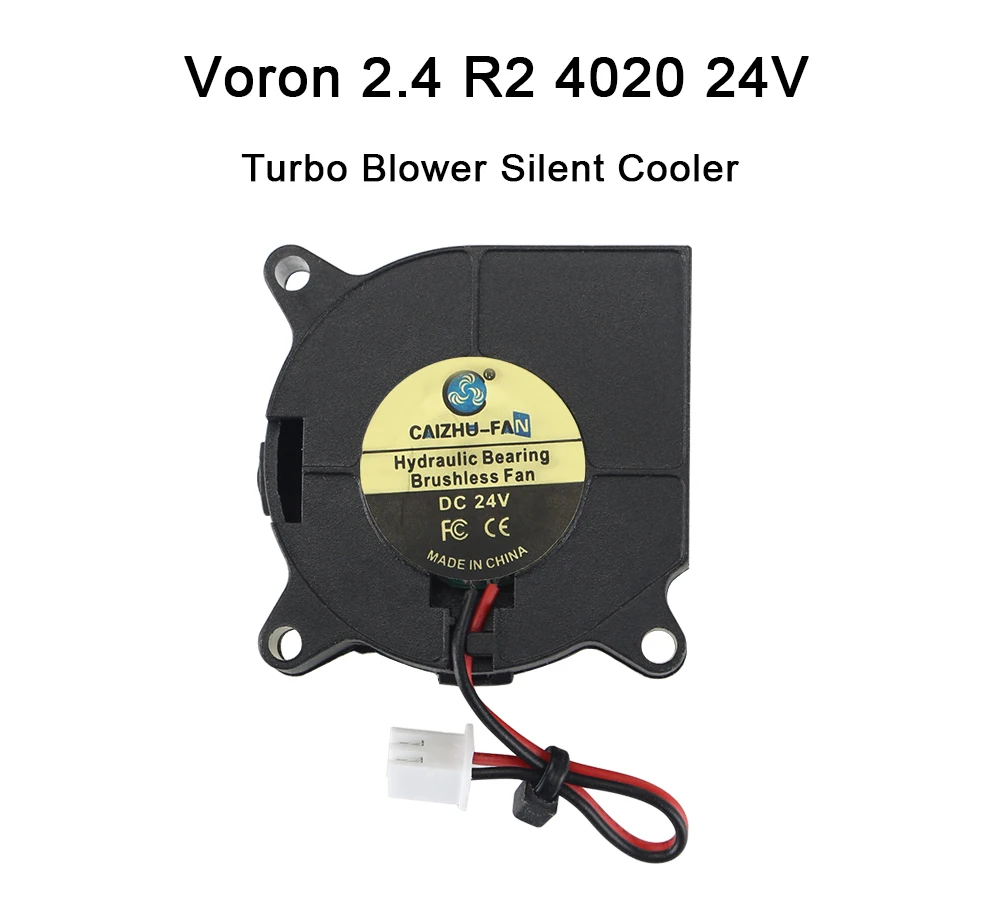 Voron 2.4 R2 4020 24V
Turbo Blower Silent Cooler
®
CAIZHU-FAN
Hydraulic Bearing
Brushless Fan
DC 24V
FC CE
MADE IN CHINA